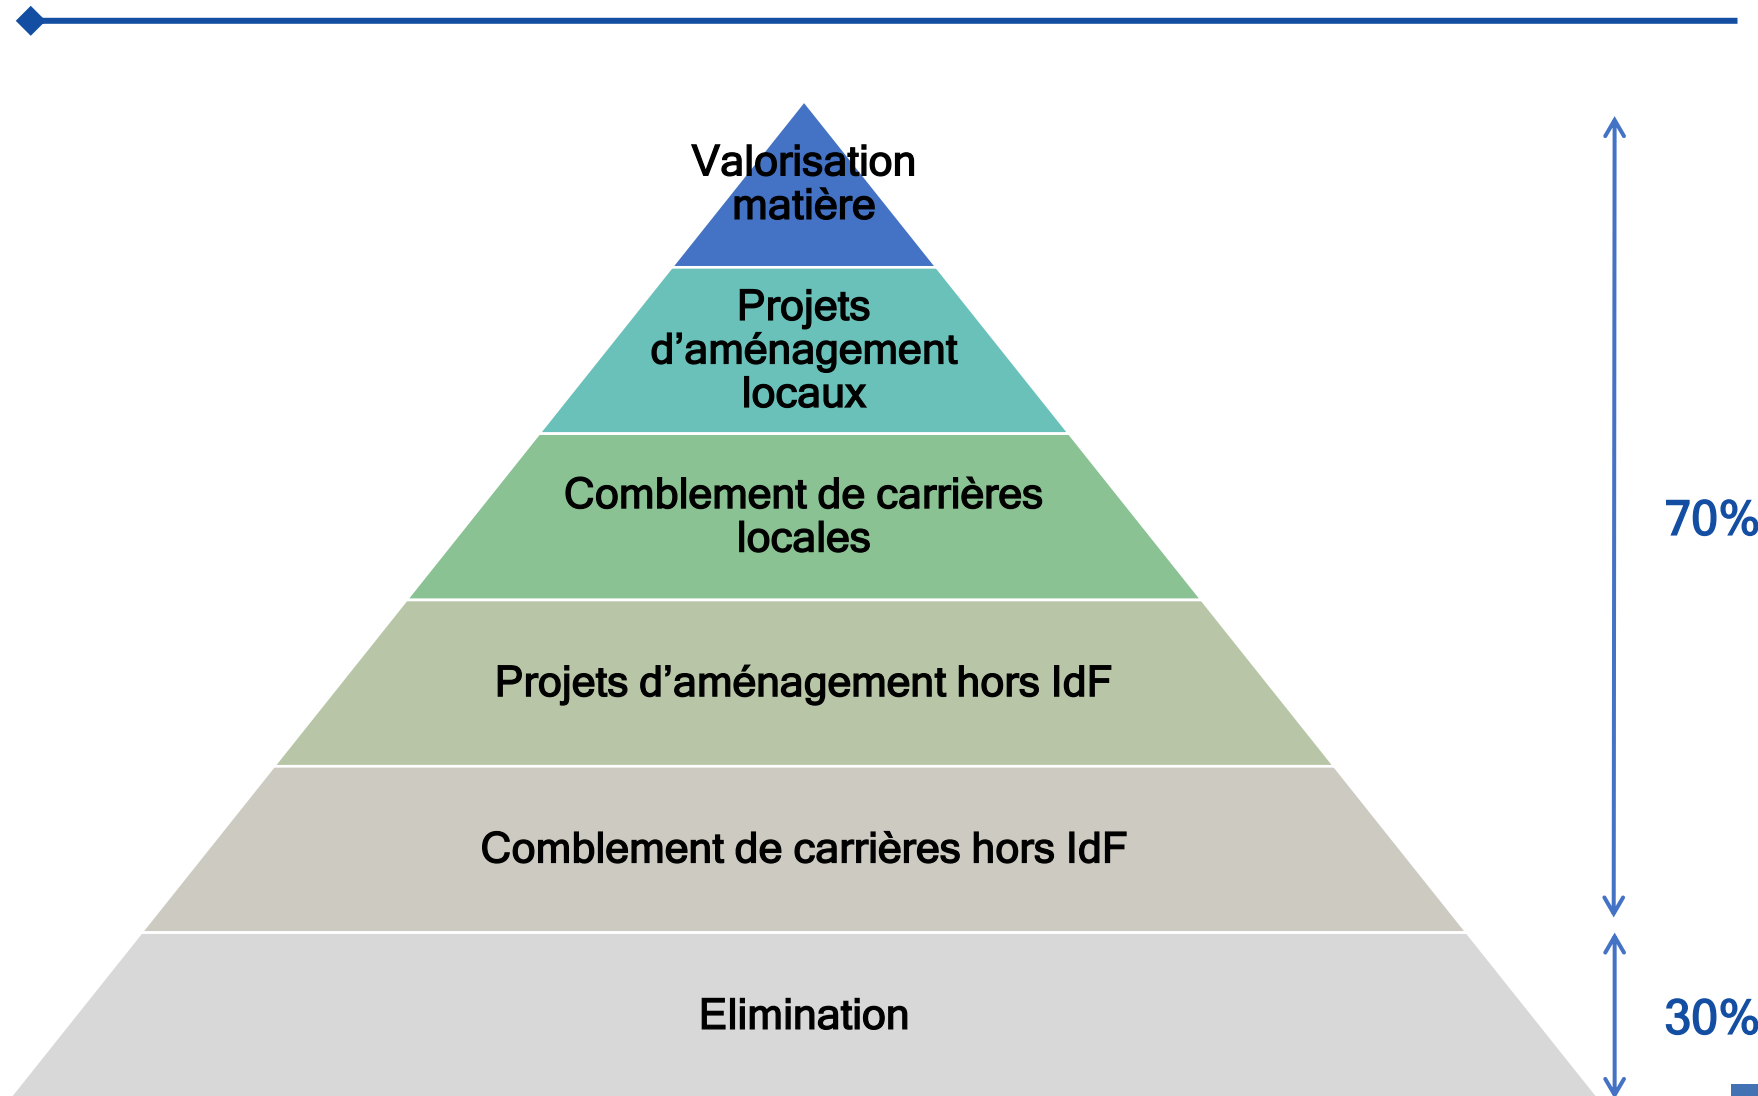 Valorisation
matière
Projets
d’aménagement
locaux
Comblement de carrières
locales
70%
Projets d’aménagement hors IdF
Comblement de carrières hors IdF
Elimination
30%